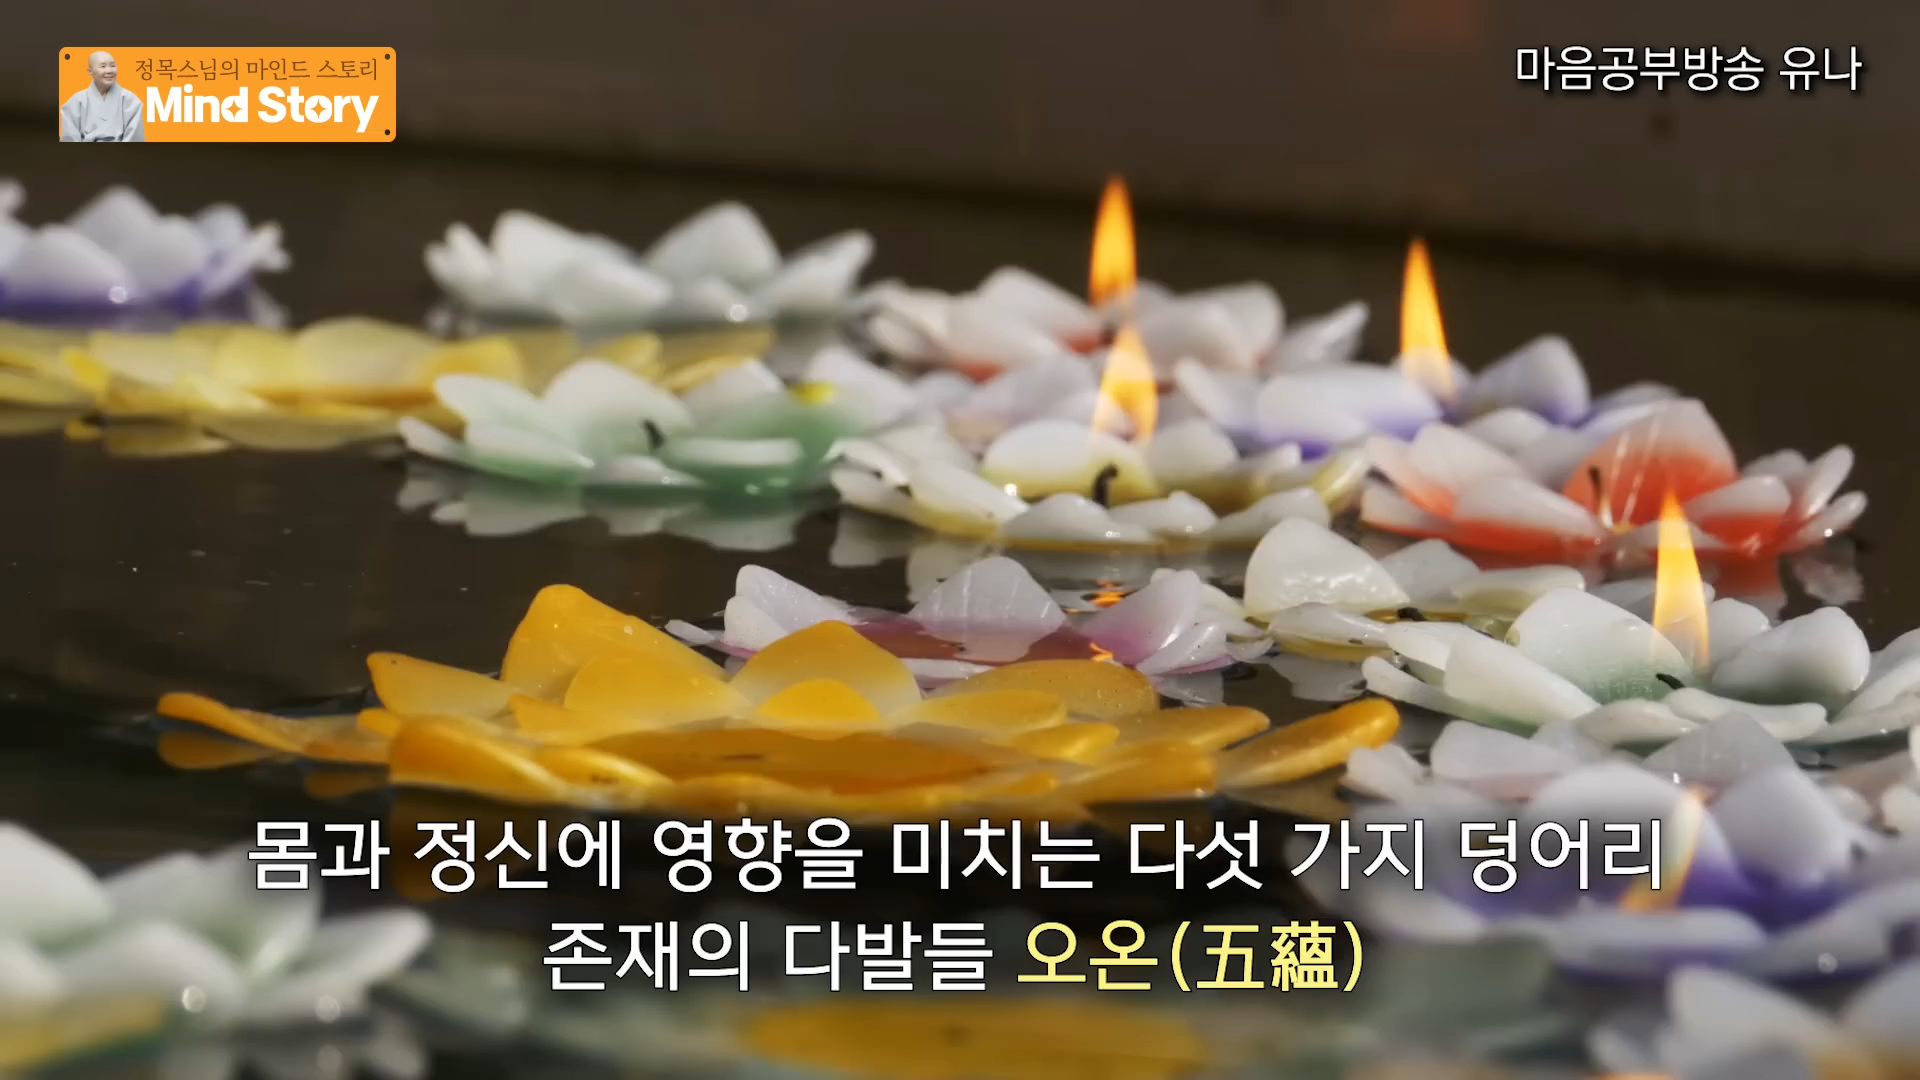 정목스님의 마인드 스토리
Mind Story
마음공부방송 유나
몸과 정신에 영향을 미치는 다섯 가지 덩어리
존재의 다발들 오온(五蘊)